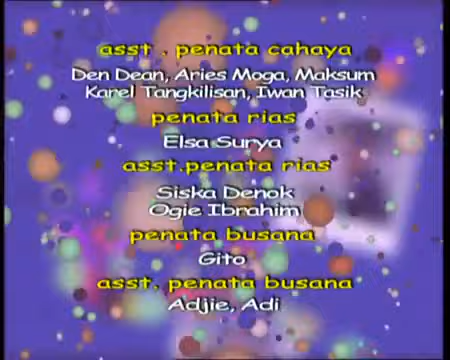 asst . penata cahaya
Den Dean, Aries Moga, Maksum
Karel Tangkilisan, Iwan Tasik
penata rias
Elsa Surya
asst.penata rias
Siska Denok
Ogie Ibrahim
penata busana
Gito
asst. penata busana
Adjie, Adi